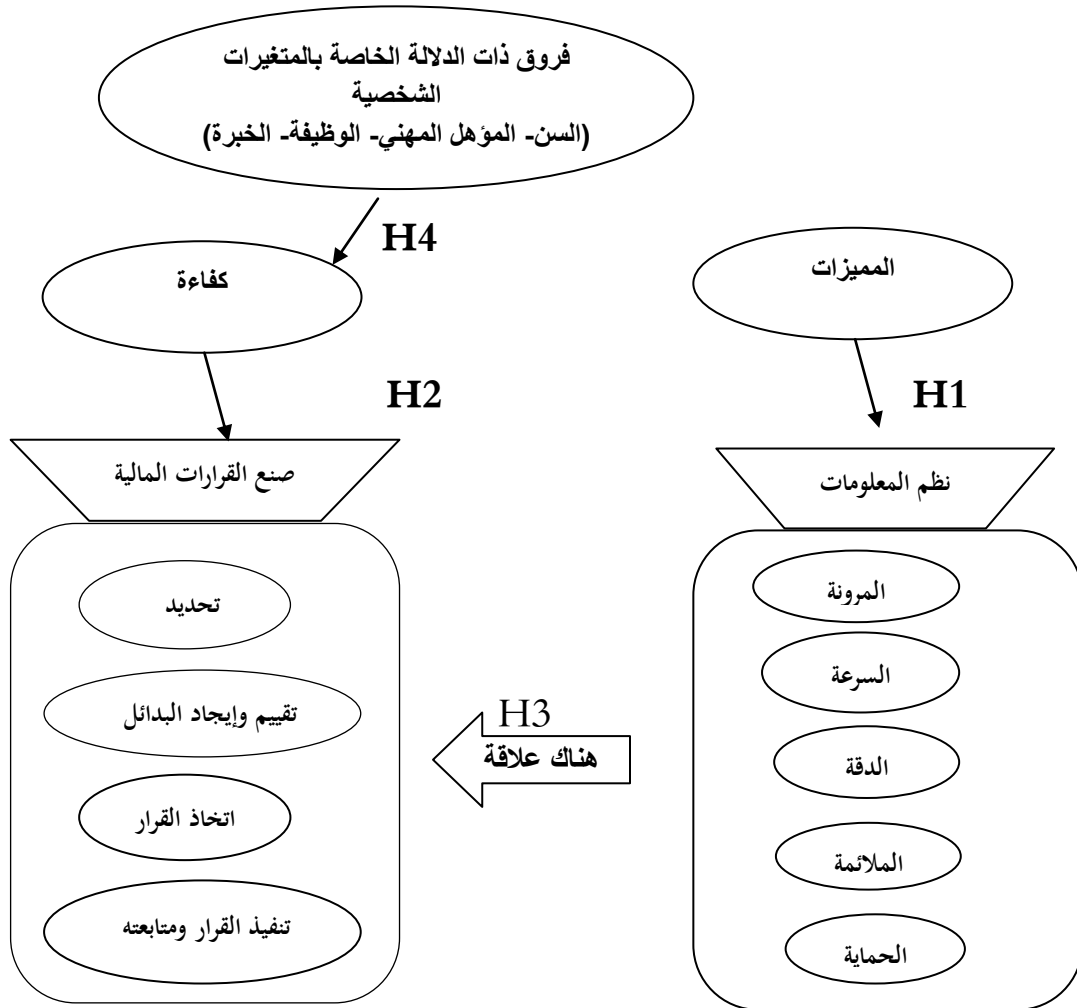 فروق ذات الدلالة الخاصة بالمتغيرات
الشخصية
(السن- المؤهل المهني- الوظيفة- الخبرة)
H4
المميزات
كفاءة
H1
H2
نظم المعلومات
صنع القرارات المالية
المرونة
السرعة
الدقة
الملائمة
الحماية
H3
هناك علاقة
تحديد
تقييم وإيجاد البدائل
اتخاذ القرار
تنفيذ القرار ومتابعته